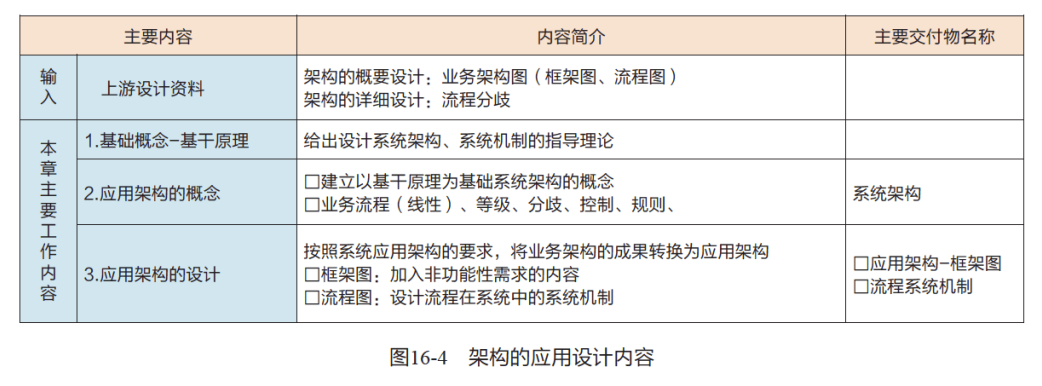 主要内容
内容简介
主要交付物名称
输入
上游设计资料
架构的概要设计：业务架构图（框架图、流程图）
架构的详细设计：流程分歧
本章主要工作内容
1.基础概念-基干原理
给出设计系统架构、系统机制的指导理论
2.应用架构的概念
□建立以基干原理为基础系统架构的概念
□业务流程（线性）、等级、分歧、控制、规则、
系统架构
3.应用架构的设计
按照系统应用架构的要求，将业务架构的成果转换为应用架构
□框架图：加入非功能性需求的内容
□流程图：设计流程在系统中的系统机制
□应用架构-框架图
□流程系统机制
图16-4 架构的应用设计内容